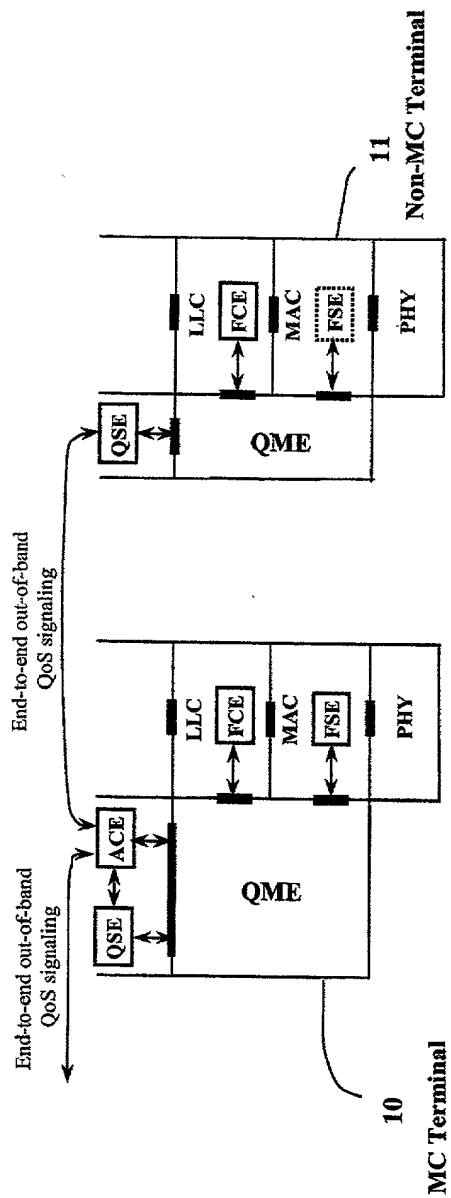 End-to-end out-of-band
QoS signaling
End-to-end out-of-band
QoS signaling
QSE
ACE
QME
LLC
FCE
MAC
FSE
PHY
10
MC Terminal
QSE
QME
LLC
FCE
MAC
FSE
PHY
11
Non-MC Terminal